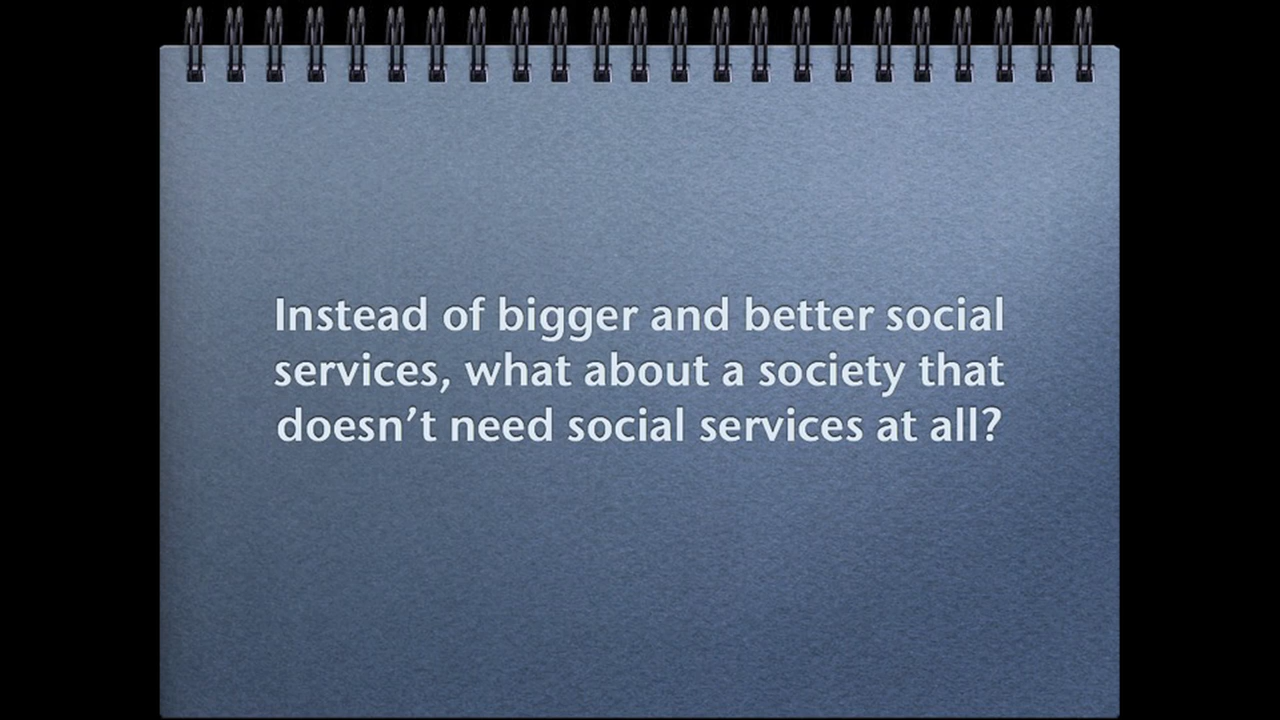 Instead of bigger and better social
services, what about a society that
doesn’t need social services at all?